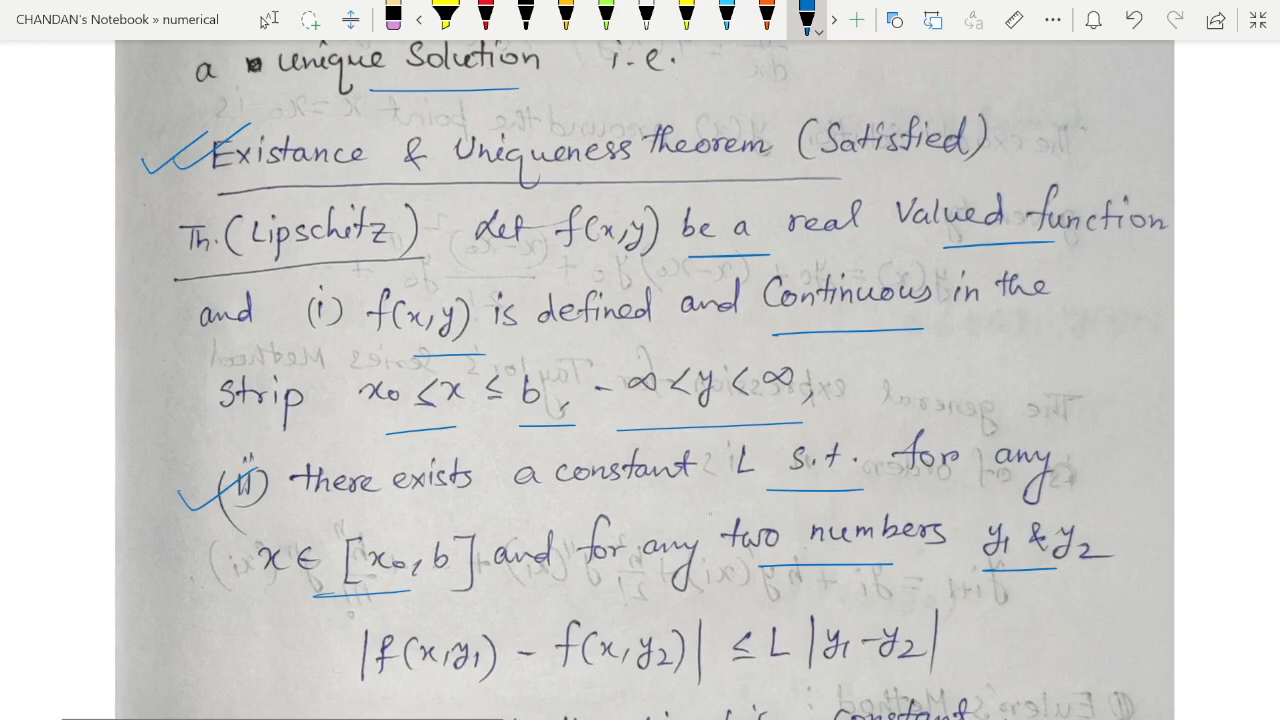 CHANDAN's Notebook » numerical
a unique Solution i.e.
Existance & Uniqueness theorem (Satisfied)
Th. (Lipschitz) Let f(x,y) be a real valued function
and (i) f(x,y) is defined and Continuous in the
strip x₀ ≤ x ≤ b, -∞ < y < ∞,
(ii) there exists a constant L s.t. for any
x ∈ [x₀, b] and for any two numbers y₁ & y₂
|f(x,y₁) - f(x,y₂)| ≤ L |y₁-y₂|
constant